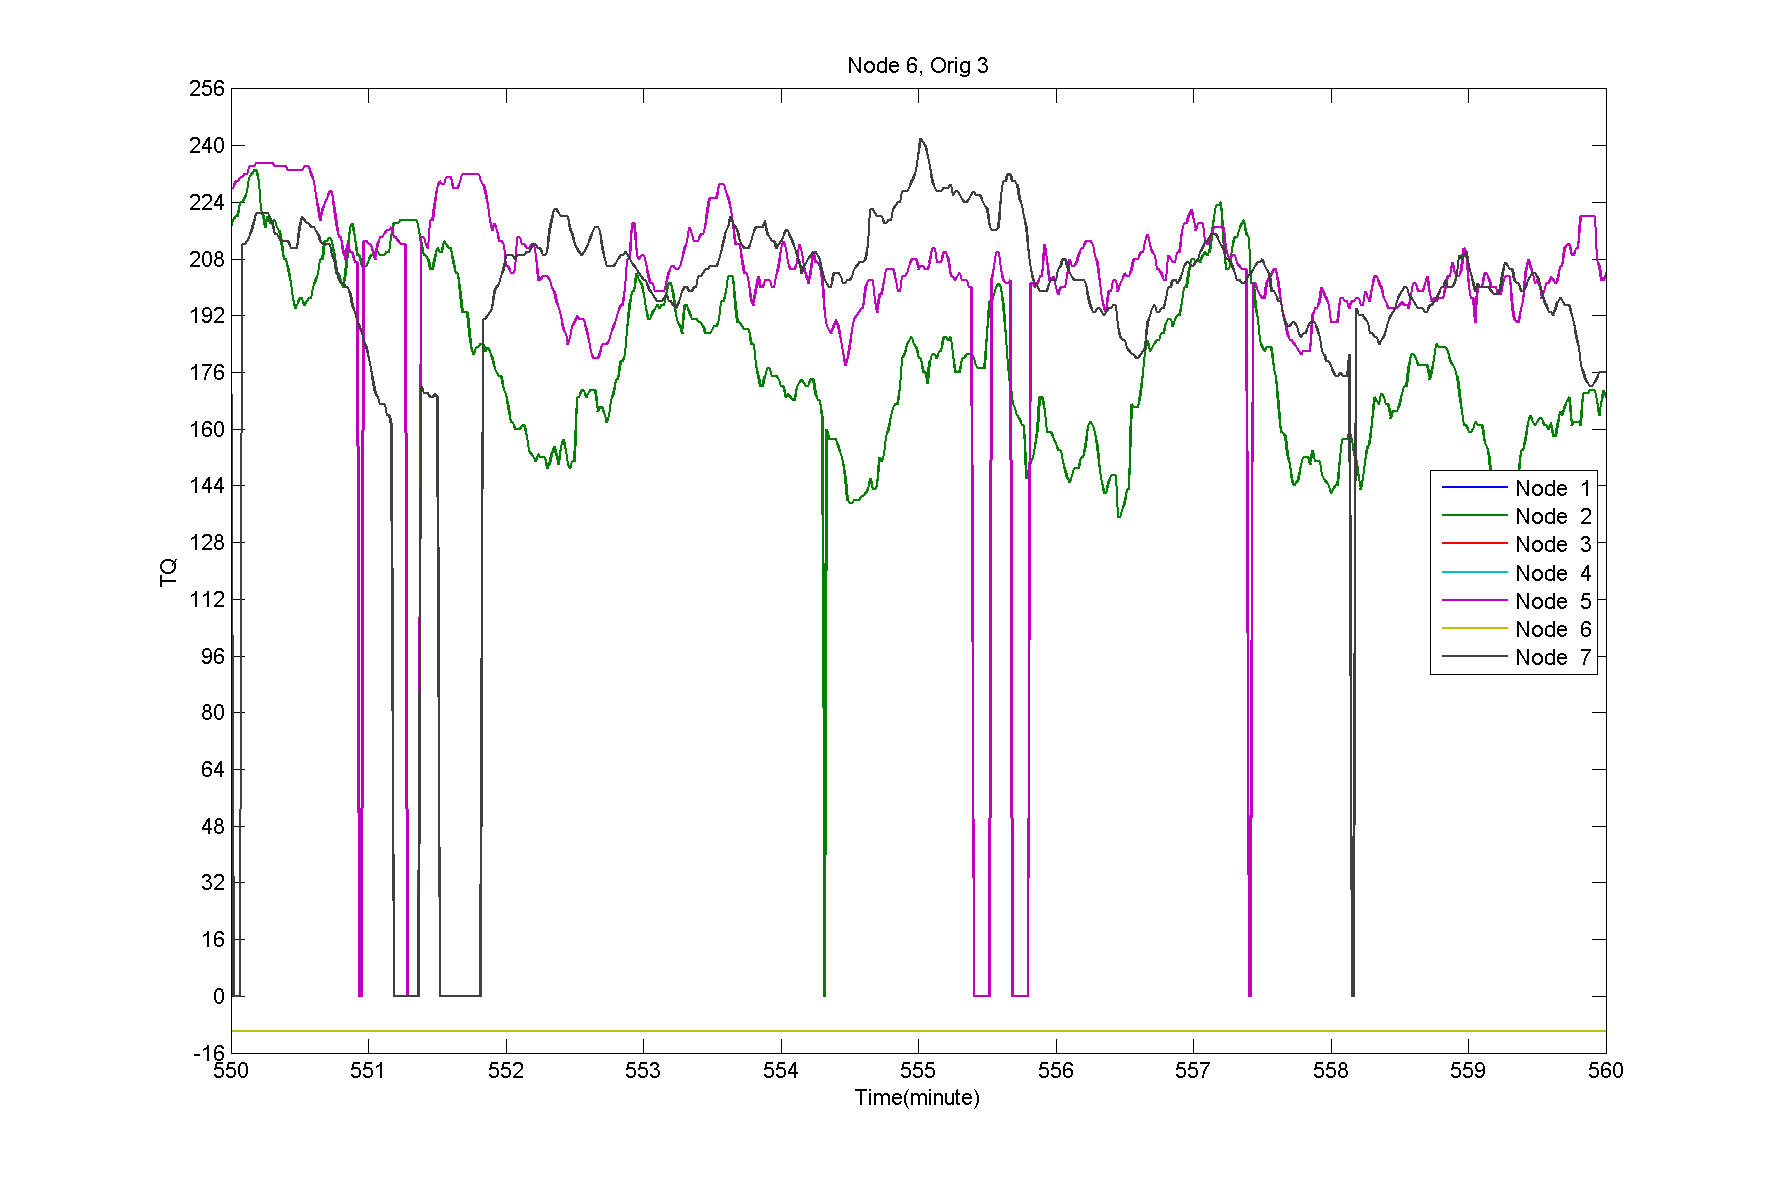 Node 6, Orig 3
256
240
224
208
192
176
160
144
128
112
96
80
64
48
32
16
0
-16
TQ
Node 1
Node 2
Node 3
Node 4
Node 5
Node 6
Node 7
550 551 552 553 554 555 556 557 558 559 560
Time(minute)